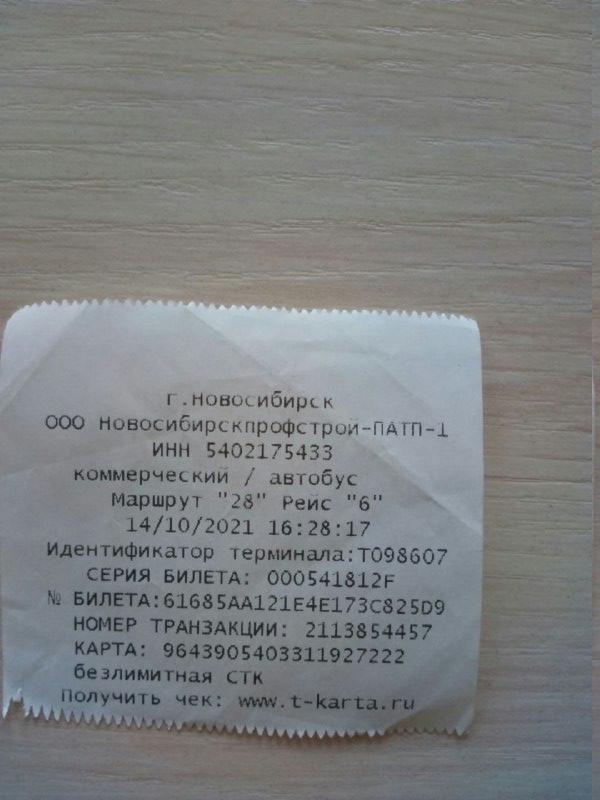 г.Новосибирск
ООО Новосибирскпрофстрой-ПАТП-1
ИНН 5402175433
коммерческий / автобус
Маршрут "28" Рейс "6"
14/10/2021 16:28:17
Идентификатор терминала:T098607
СЕРИЯ БИЛЕТА: 000541812F
№ БИЛЕТА:61685AA121E4E173C825D9
НОМЕР ТРАНЗАКЦИИ: 2113854457
КАРТА: 9643905403311927222
безлимитная СТК
Получить чек: www.t-karta.ru